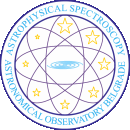 ASTROPHYSICAL SPECTROSCOPY
ASTRONOMICAL OBSERVATORY BELGRADE